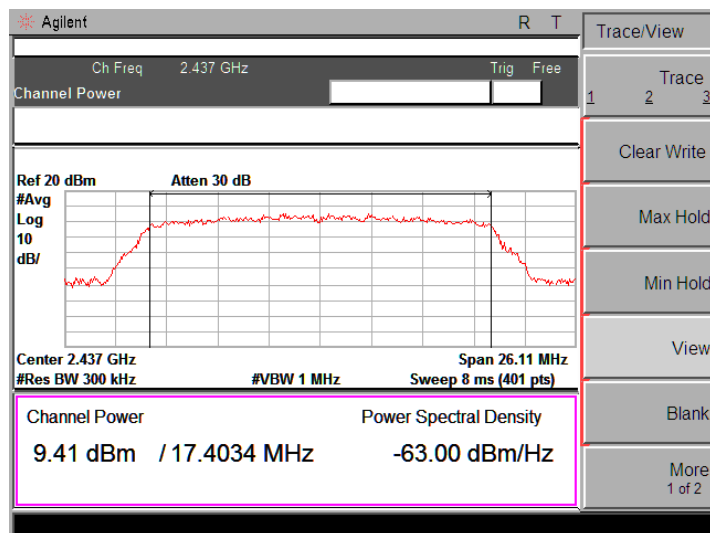 Agilent R T
Trace/View
Ch Freq 2.437 GHz Trig Free
Channel Power
Trace
1 2 3
Clear Write
Ref 20 dBm Atten 30 dB
#Avg
Log
10
dB/
Max Hold
Min Hold
View
Center 2.437 GHz Span 26.11 MHz
#Res BW 300 kHz #VBW 1 MHz Sweep 8 ms (401 pts)
Channel Power Power Spectral Density
9.41 dBm / 17.4034 MHz -63.00 dBm/Hz
Blank
More
1 of 2